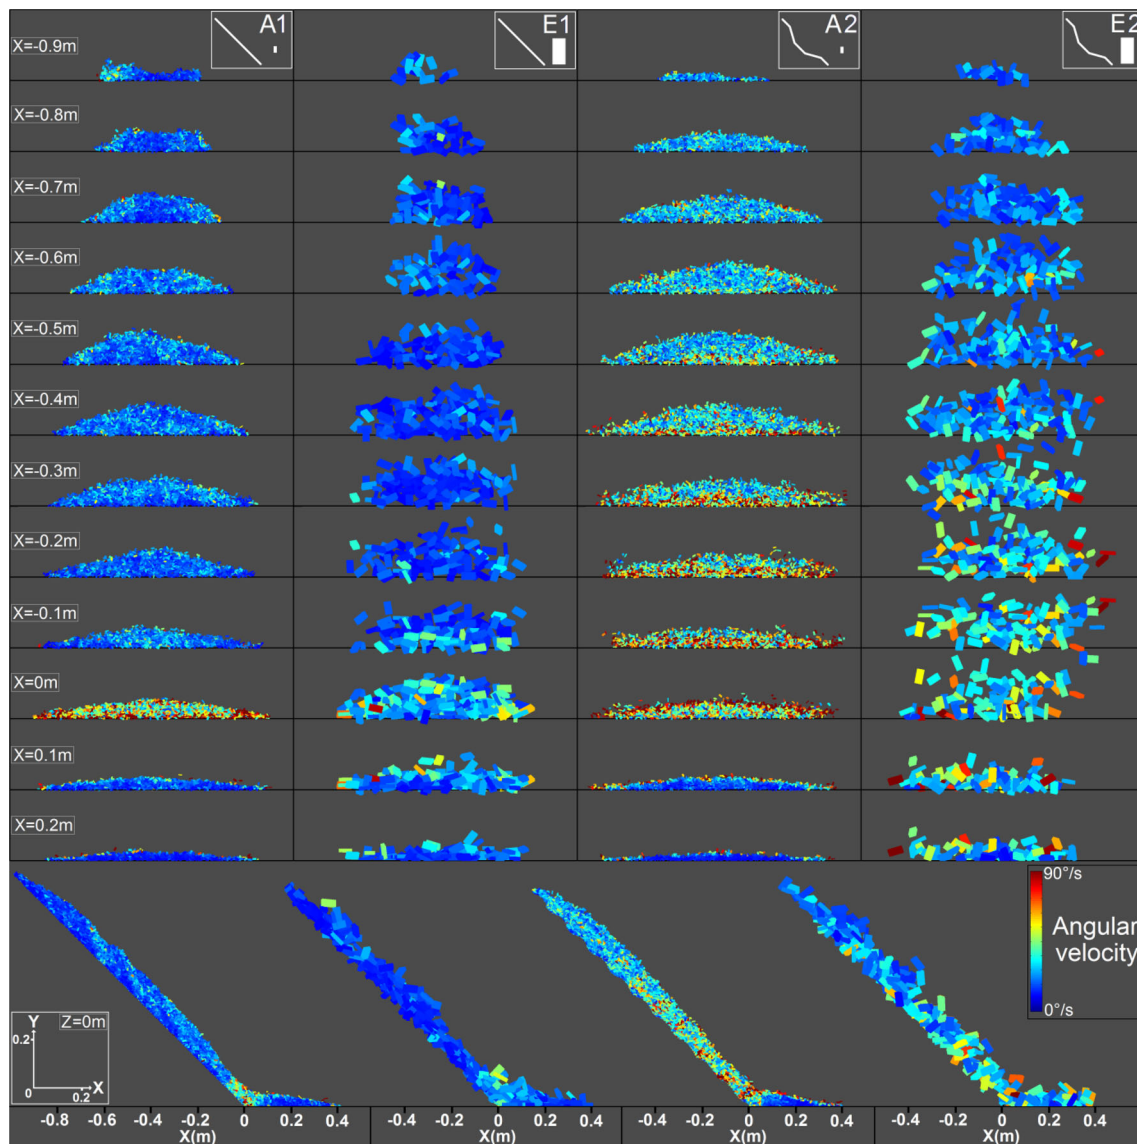 A1
E1
A2
E2
X=-0.9m
X=-0.8m
X=-0.7m
X=-0.6m
X=-0.5m
X=-0.4m
X=-0.3m
X=-0.2m
X=-0.1m
X=0m
X=0.1m
X=0.2m
90°/s
Angular
velocity
0°/s
Y Z=0m
0.2
X
0 0.2
-0.8 -0.6 -0.4 -0.2 0 0.2 0.4 -0.4 -0.2 0 0.2 0.4 -0.4 -0.2 0 0.2 0.4 -0.4 -0.2 0 0.2 0.4
X(m) X(m) X(m) X(m)